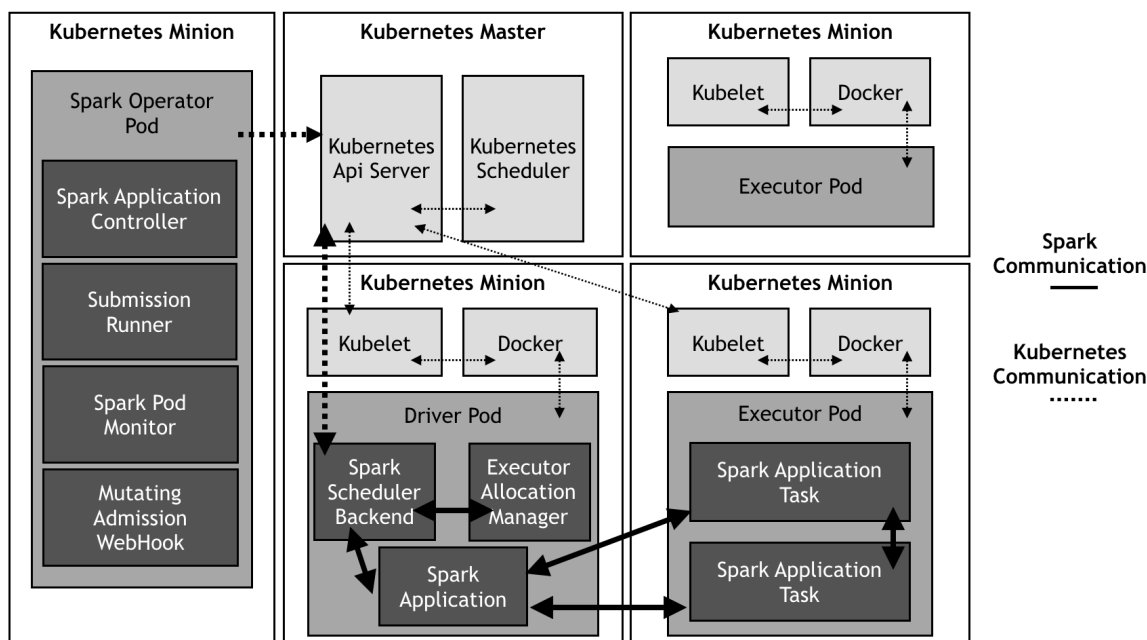 Kubernetes Minion
Spark Operator
Pod
Spark Application
Controller
Submission
Runner
Spark Pod
Monitor
Mutating
Admission
WebHook
Kubernetes Master
Kubernetes
Api Server
Kubernetes
Scheduler
Kubernetes Minion
Kubelet
Docker
Executor Pod
Kubernetes Minion
Kubelet
Docker
Driver Pod
Spark
Scheduler
Backend
Executor
Allocation
Manager
Spark
Application
Kubernetes Minion
Kubelet
Docker
Executor Pod
Spark Application
Task
Spark Application
Task
Spark
Communication
Kubernetes
Communication